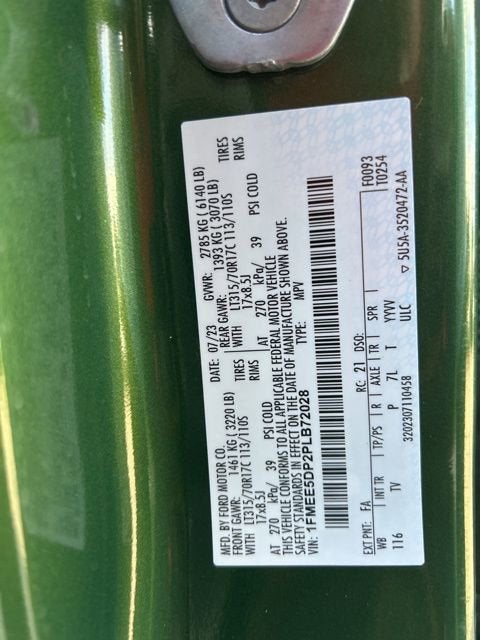 MFD. BY FORD MOTOR CO. 07/23 GVWR: 2785 KG ( 6140 LB)
FRONT GAWR: 1461 KG ( 3220 LB) REAR GAWR: 1393 KG ( 3070 LB)
WITH LT315/70R17C 113/110S TIRES WITH LT315/70R17C 113/110S TIRES
17x8.5J RIMS 17x8.5J RIMS
AT 270 kPa/ 39 PSI COLD AT 270 kPa/ 39 PSI COLD
THIS VEHICLE CONFORMS TO ALL APPLICABLE FEDERAL MOTOR VEHICLE
SAFETY STANDARDS IN EFFECT ON THE DATE OF MANUFACTURE SHOWN ABOVE.
VIN: 1FMEE5DP2PLB72028 TYPE: MPV
F0093
T0254
EXT PNT: FA RC: 21 DSO:
WB INT TR TP/PS R AXLE TR SPR
116 TV P 7L T YYYV
3202307110458 ULC ▽ 5U5A-3520472-AA